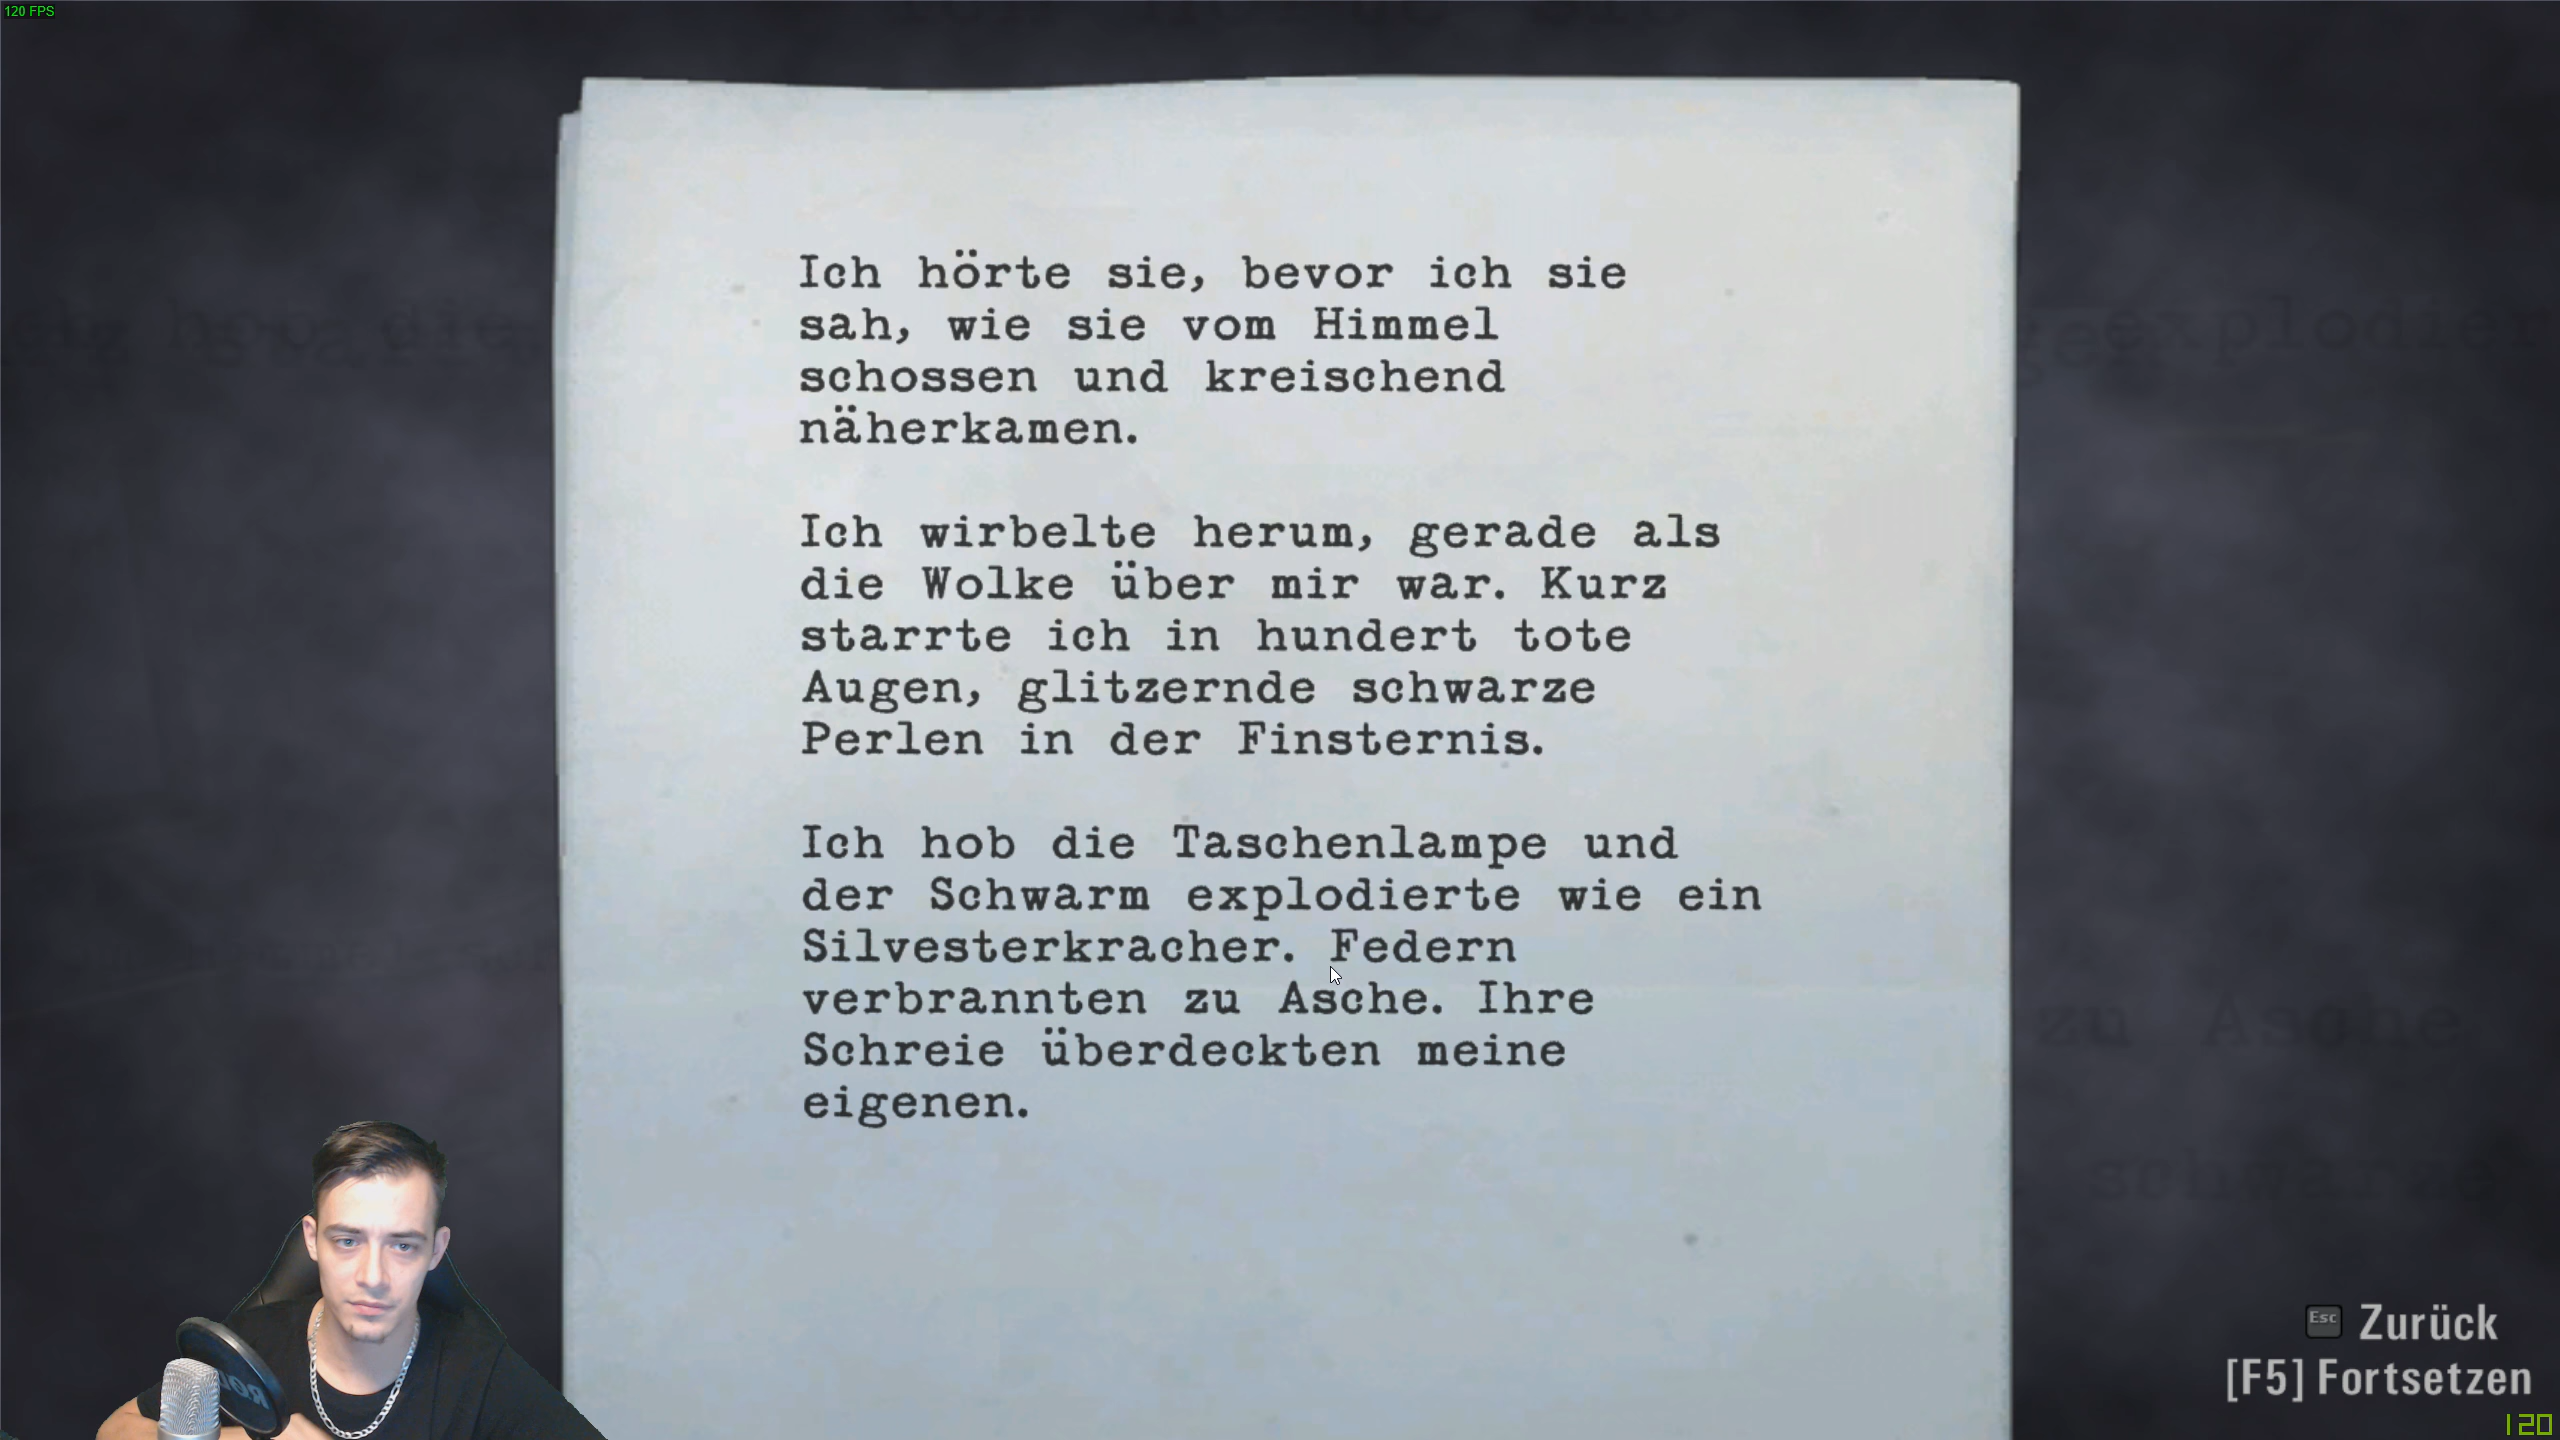 120 FPS
Ich hörte sie, bevor ich sie
sah, wie sie vom Himmel
schossen und kreischend
näherkamen.
Ich wirbelte herum, gerade als
die Wolke über mir war. Kurz
starrte ich in hundert tote
Augen, glitzernde schwarze
Perlen in der Finsternis.
Ich hob die Taschenlampe und
der Schwarm explodierte wie ein
Silvesterkracher. Federn
verbrannten zu Asche. Ihre
Schreie überdeckten meine
eigenen.
zu Asche
schwarze
Esc Zurück
[F5] Fortsetzen
120